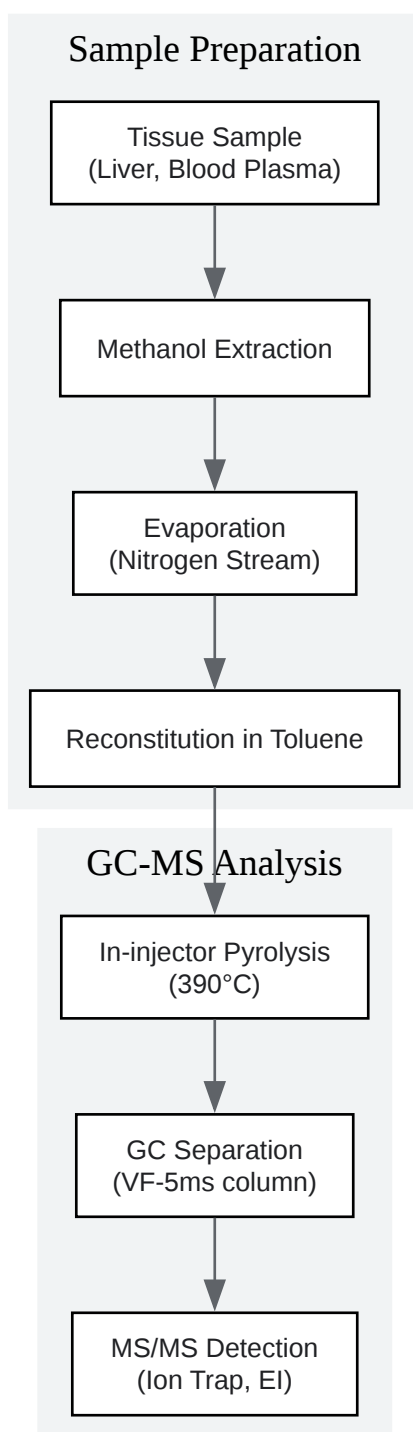 Sample Preparation
Tissue Sample
(Liver, Blood Plasma)
Methanol Extraction
Evaporation
(Nitrogen Stream)
Reconstitution in Toluene
GC-MS Analysis
In-injector Pyrolysis
(390°C)
GC Separation
(VF-5ms column)
MS/MS Detection
(Ion Trap, EI)